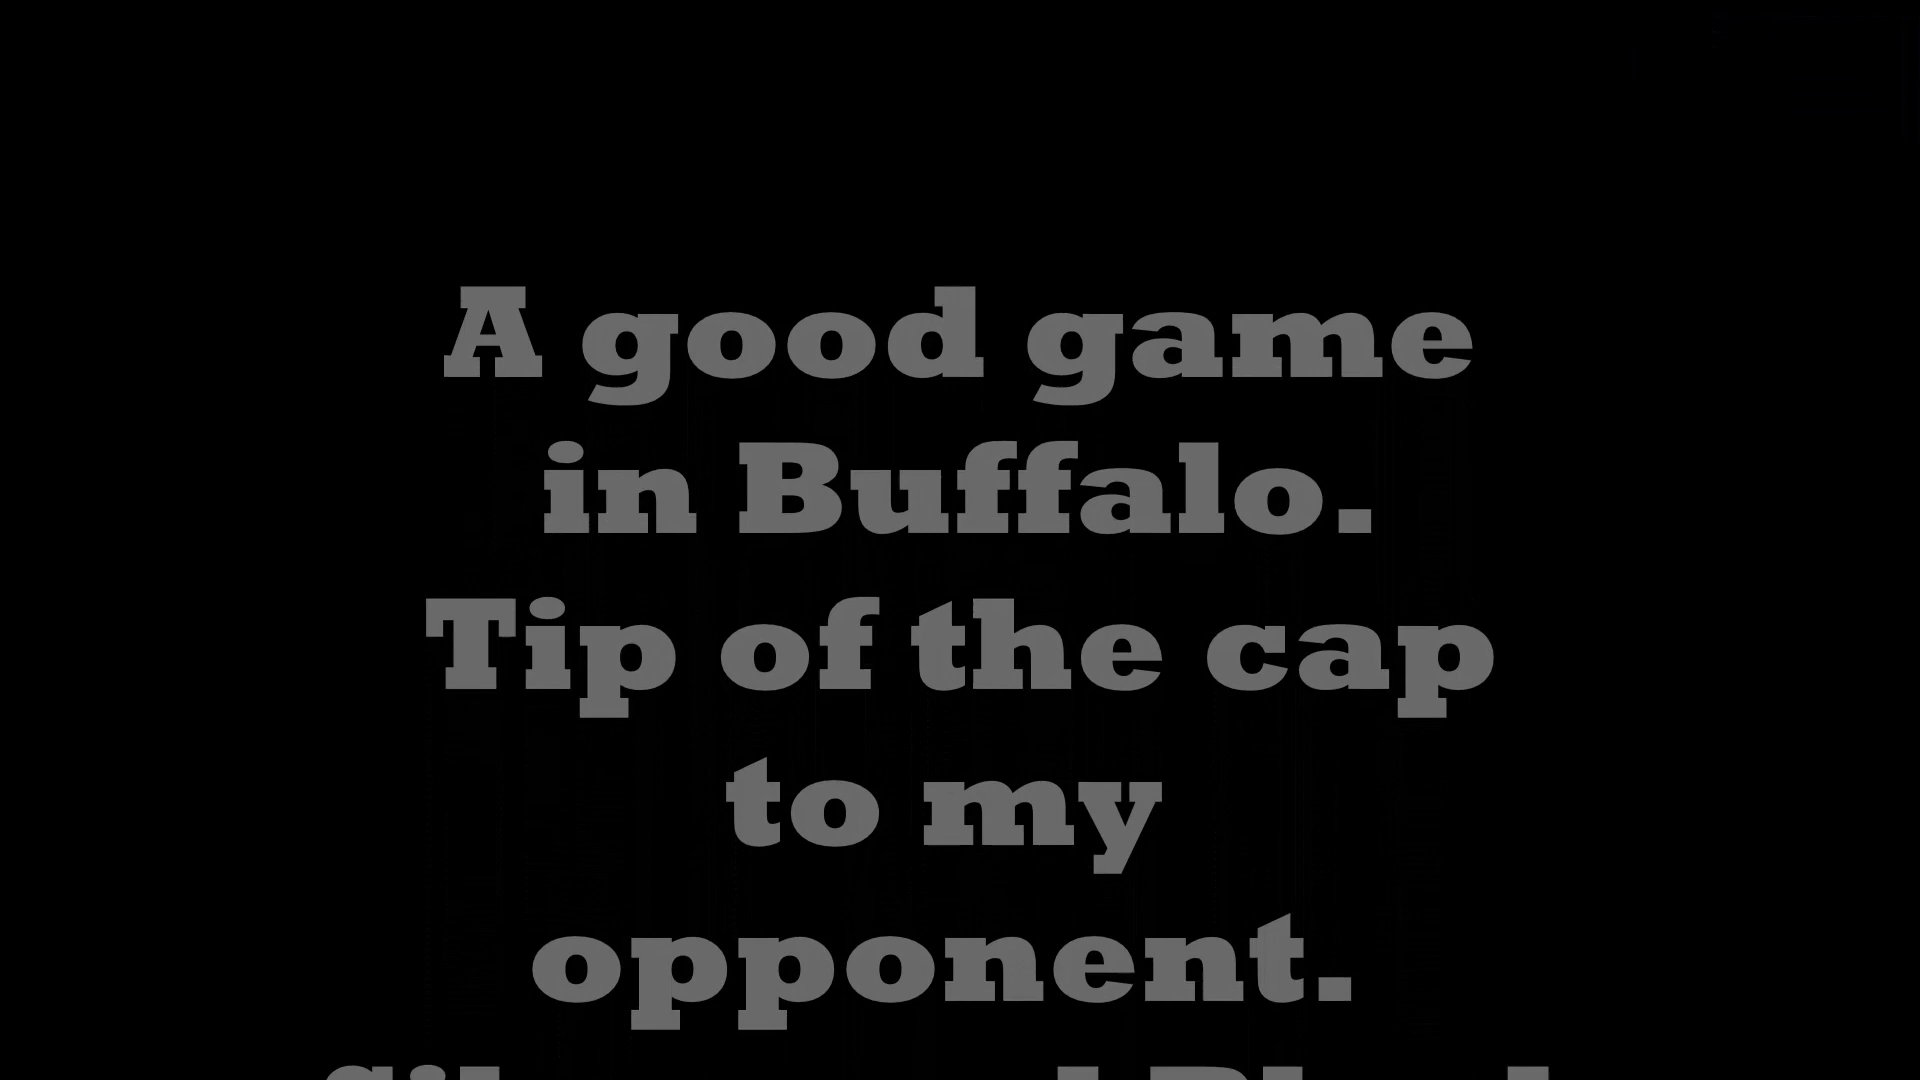 A good game
in Buffalo.
Tip of the cap
to my
opponent.